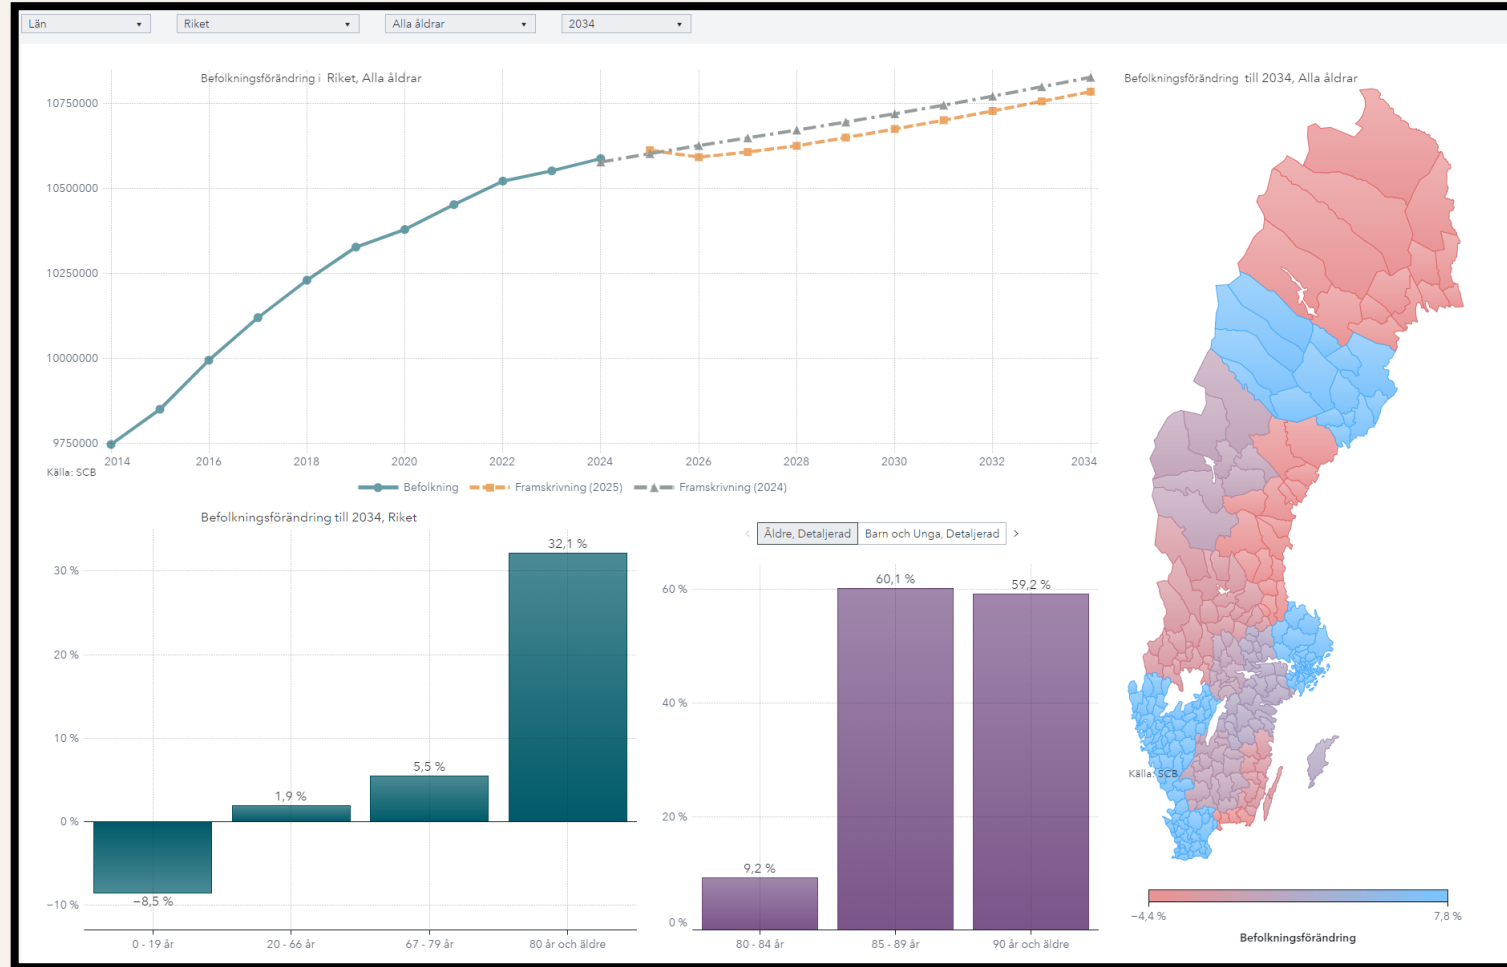 Län
Riket
Alla åldrar
2034
Befolkningsförändring i Riket, Alla åldrar
10750000
10500000
10250000
10000000
9750000
2014
2016
2018
2020
2022
2024
2026
2028
2030
2032
2034
Källa: SCB
Befolkning
Framskrivning (2025)
Framskrivning (2024)
Befolkningsförändring till 2034, Riket
30 %
20 %
10 %
0 %
−10 %
−8,5 %
1,9 %
5,5 %
32,1 %
0 - 19 år
20 - 66 år
67 - 79 år
80 år och äldre
Äldre, Detaljerad
Barn och Unga, Detaljerad
60 %
40 %
20 %
0 %
9,2 %
60,1 %
59,2 %
80 - 84 år
85 - 89 år
90 år och äldre
Befolkningsförändring till 2034, Alla åldrar
Källa: SCB
−4,4 %
7,8 %
Befolkningsförändring